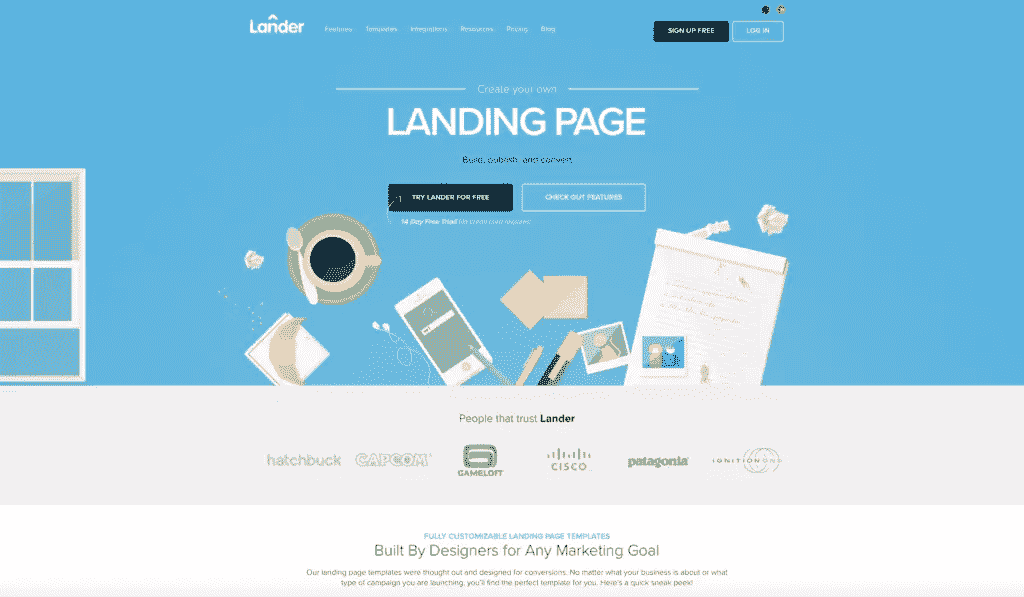 Lander
Features Templates Integrations Resources Pricing Blog
SIGN UP FREE LOG IN
Create your own
LANDING PAGE
Build, publish, and convert.
TRY LANDER FOR FREE CHECK OUT FEATURES
14 Day Free Trial No credit card required
People that trust Lander
hatchbuck CAPCOM GAMELOFT CISCO patagonia IGNITIONONE
FULLY CUSTOMIZABLE LANDING PAGE TEMPLATES
Built By Designers for Any Marketing Goal
Our landing page templates were thought out and designed for conversions. No matter what your business is about or what
type of campaign you are launching, you'll find the perfect template for you. Here's a quick sneak peek!